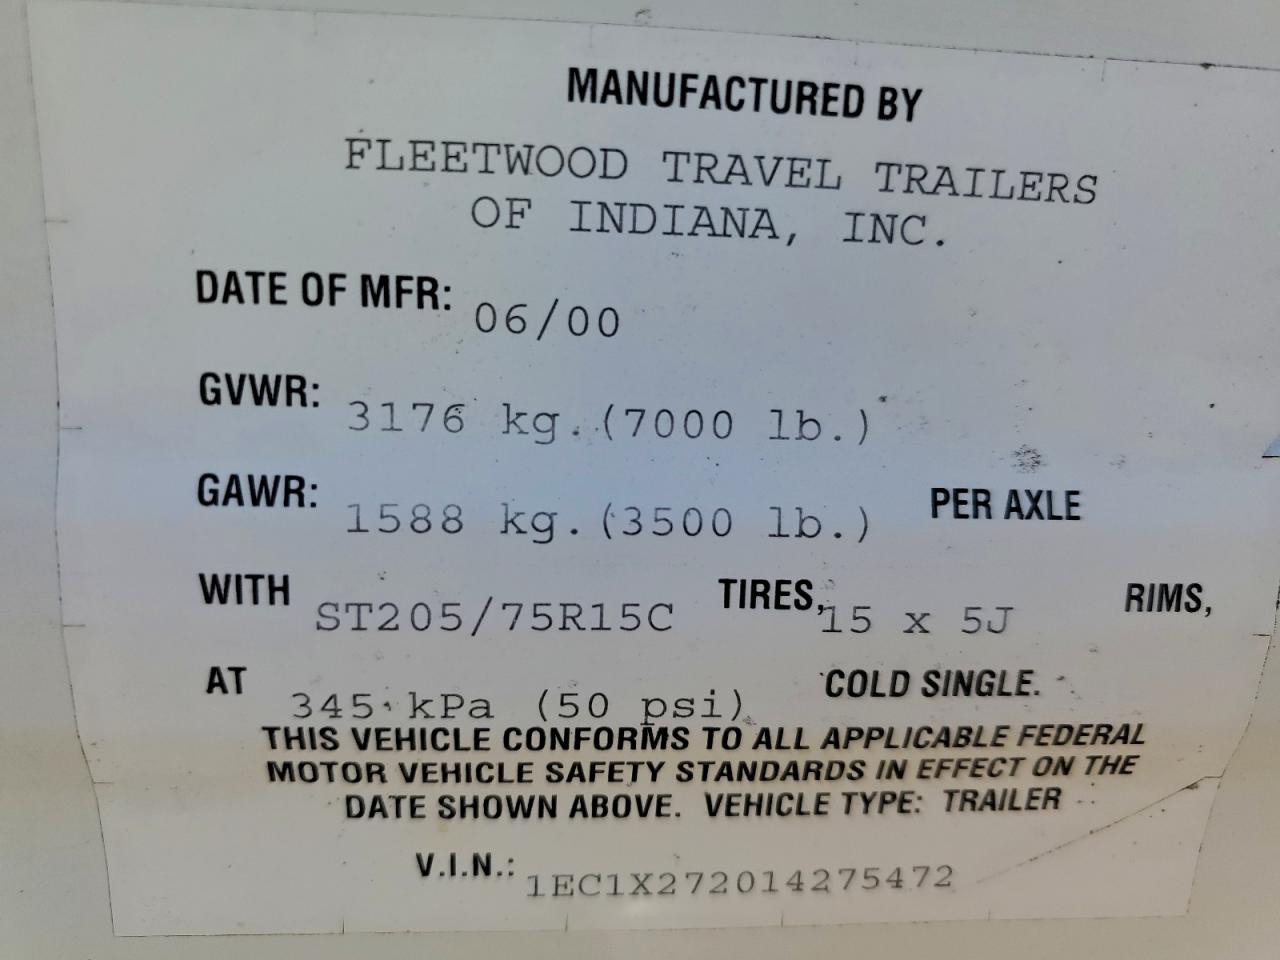 MANUFACTURED BY
FLEETWOOD TRAVEL TRAILERS
OF INDIANA, INC.
DATE OF MFR: 06/00
GVWR: 3176 kg.(7000 lb.)
GAWR: 1588 kg.(3500 lb.) PER AXLE
WITH ST205/75R15C TIRES, 15 x 5J RIMS,
AT 345 kPa (50 psi) COLD SINGLE.
THIS VEHICLE CONFORMS TO ALL APPLICABLE FEDERAL
MOTOR VEHICLE SAFETY STANDARDS IN EFFECT ON THE
DATE SHOWN ABOVE. VEHICLE TYPE: TRAILER
V.I.N.: 1EC1X272014275472